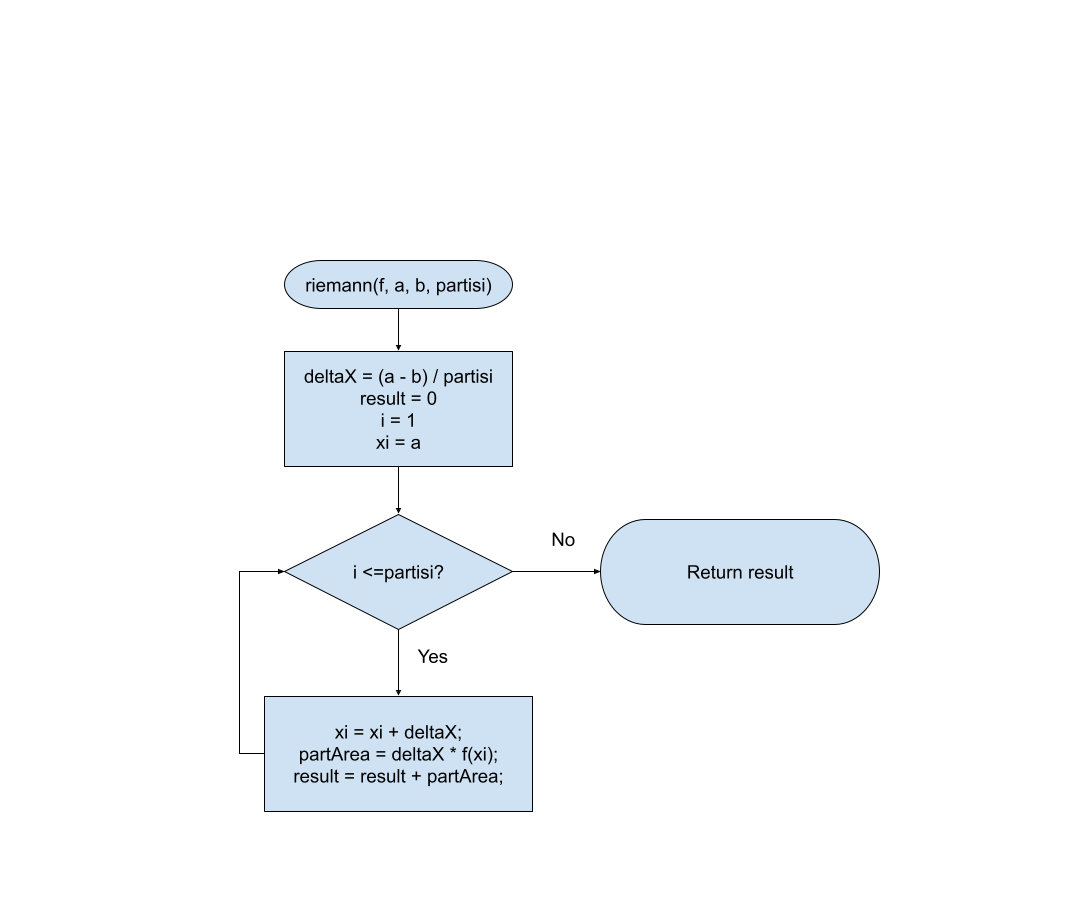 riemann(f, a, b, partisi)
deltaX = (a - b) / partisi
result = 0
i = 1
xi = a
i <=partisi?
No
Return result
Yes
xi = xi + deltaX;
partArea = deltaX * f(xi);
result = result + partArea;